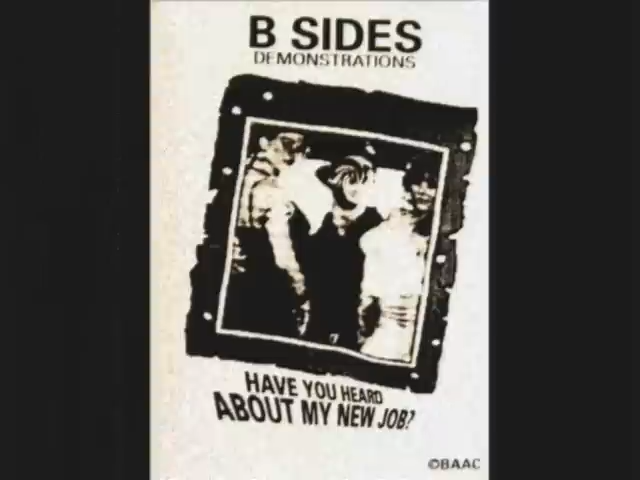 B SIDES
DEMONSTRATIONS
HAVE YOU HEARD
ABOUT MY NEW JOB?
©BAAC